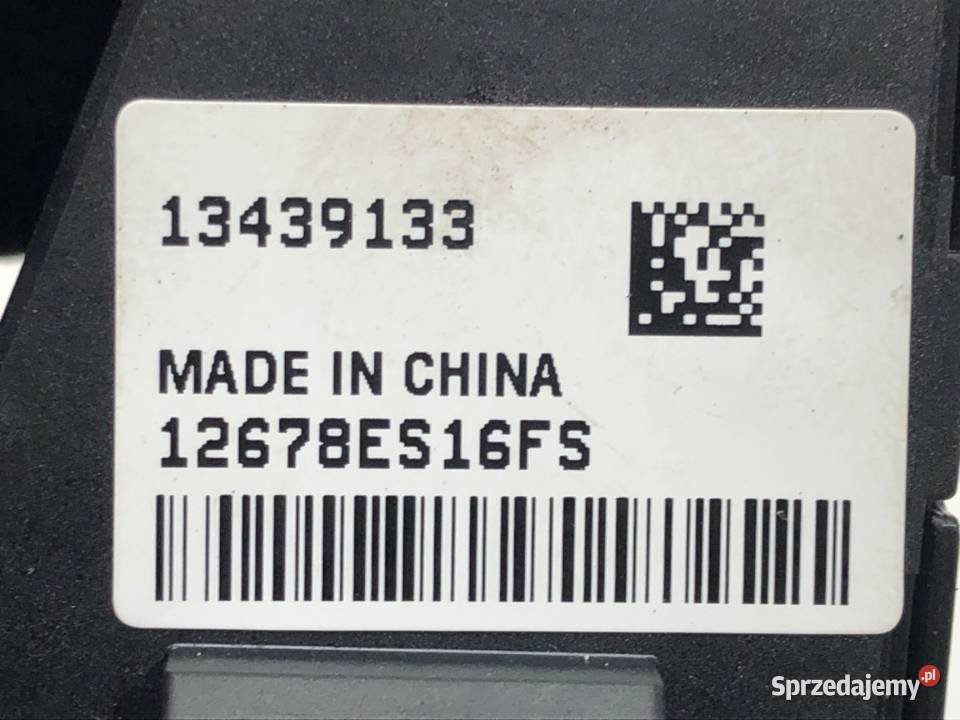 13439133
MADE IN CHINA
12678ES16FS
Sprzedajemy.pl